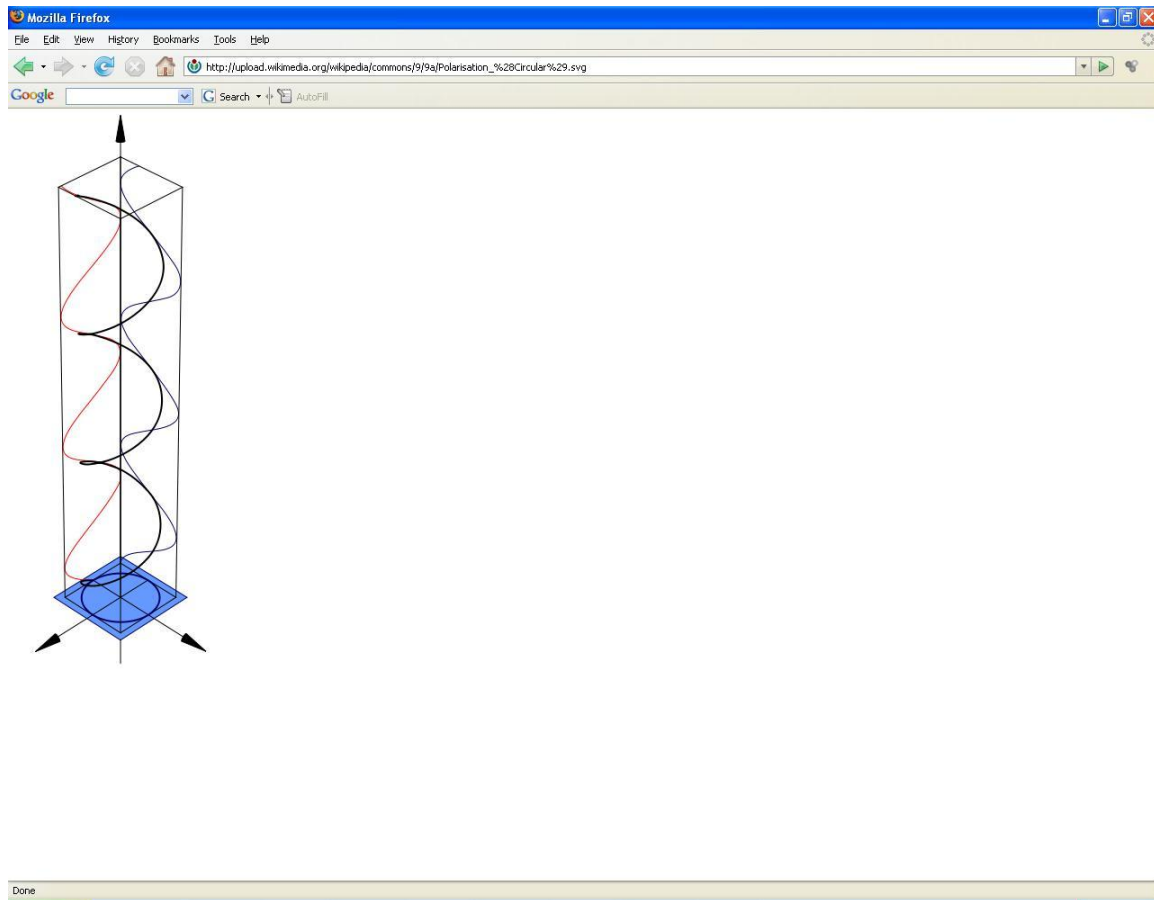 Mozilla Firefox
File Edit View History Bookmarks Tools Help
http://upload.wikimedia.org/wikipedia/commons/9/9a/Polarisation_%28Circular%29.svg
Google G Search AutoFill
Done